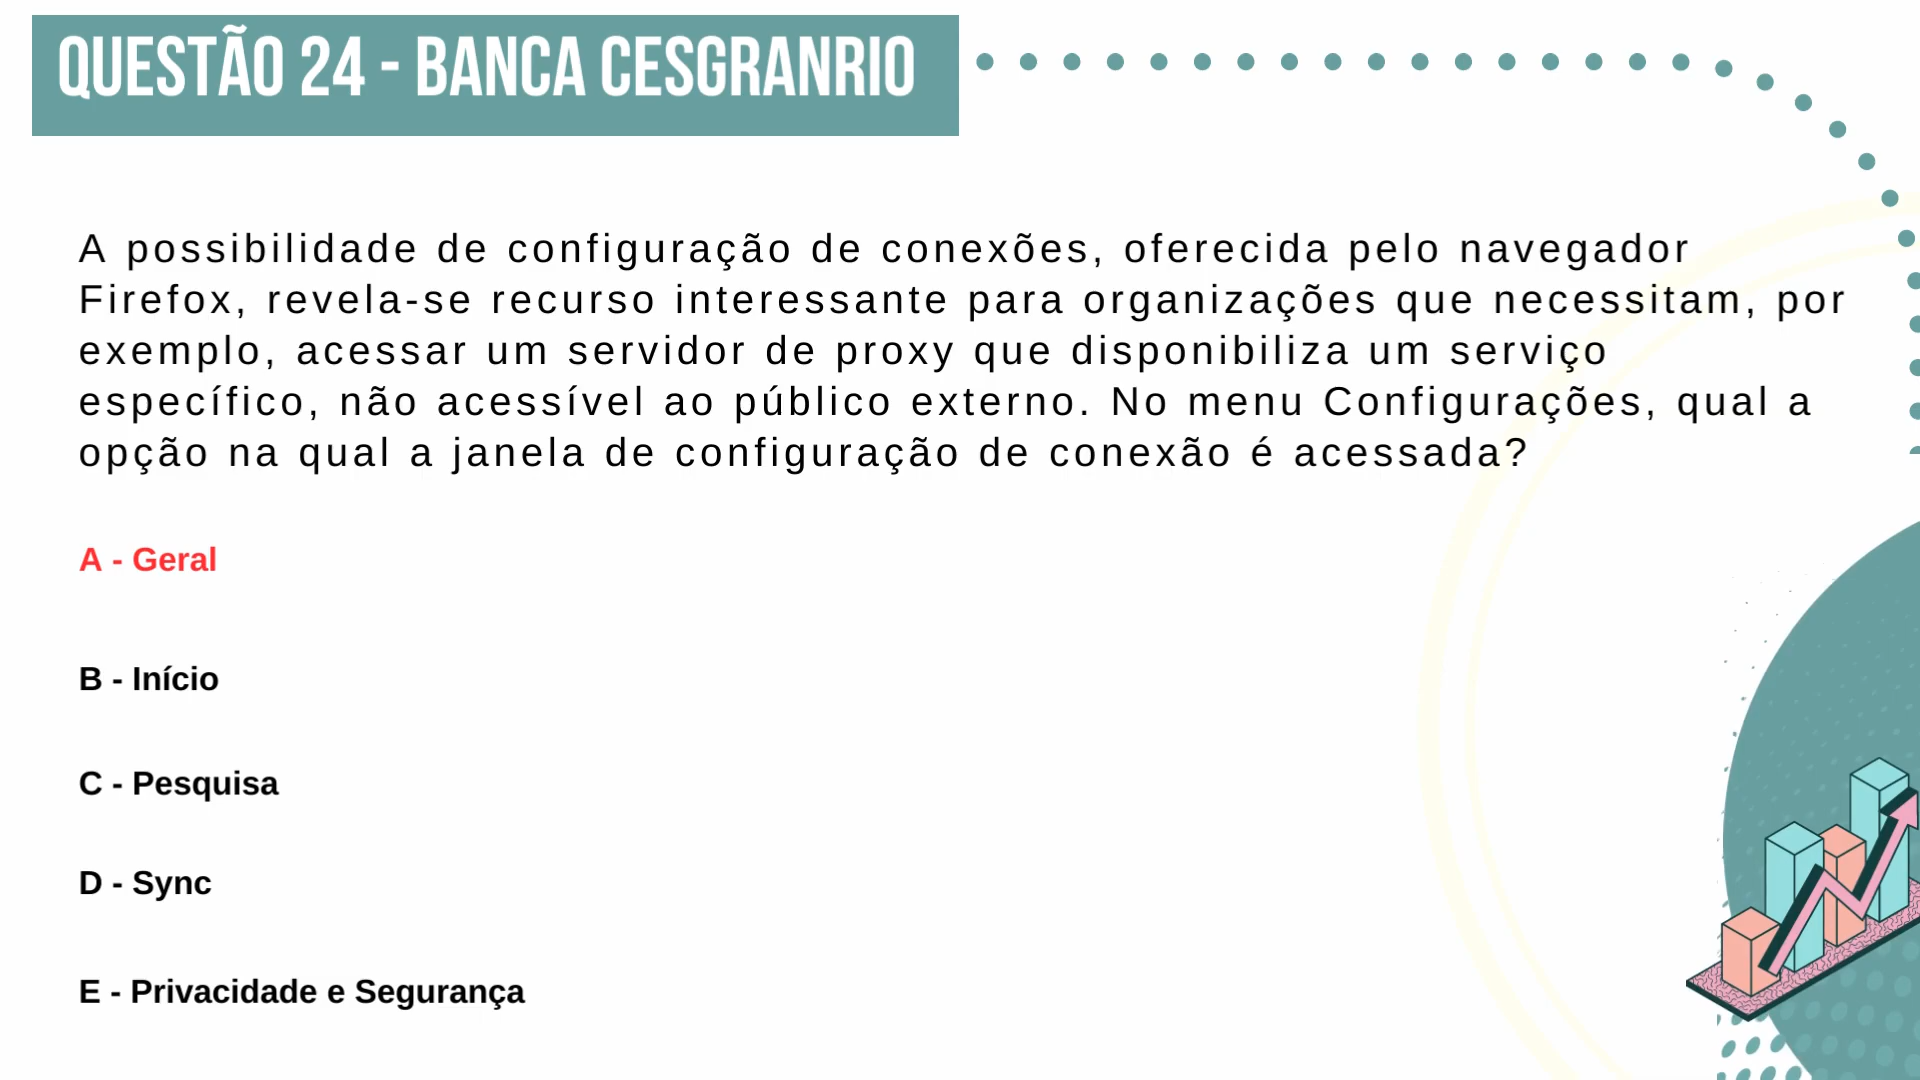 QUESTÃO 24 - BANCA CESGRANRIO
A possibilidade de configuração de conexões, oferecida pelo navegador
Firefox, revela-se recurso interessante para organizações que necessitam, por
exemplo, acessar um servidor de proxy que disponibiliza um serviço
específico, não acessível ao público externo. No menu Configurações, qual a
opção na qual a janela de configuração de conexão é acessada?
A - Geral
B - Início
C - Pesquisa
D - Sync
E - Privacidade e Segurança